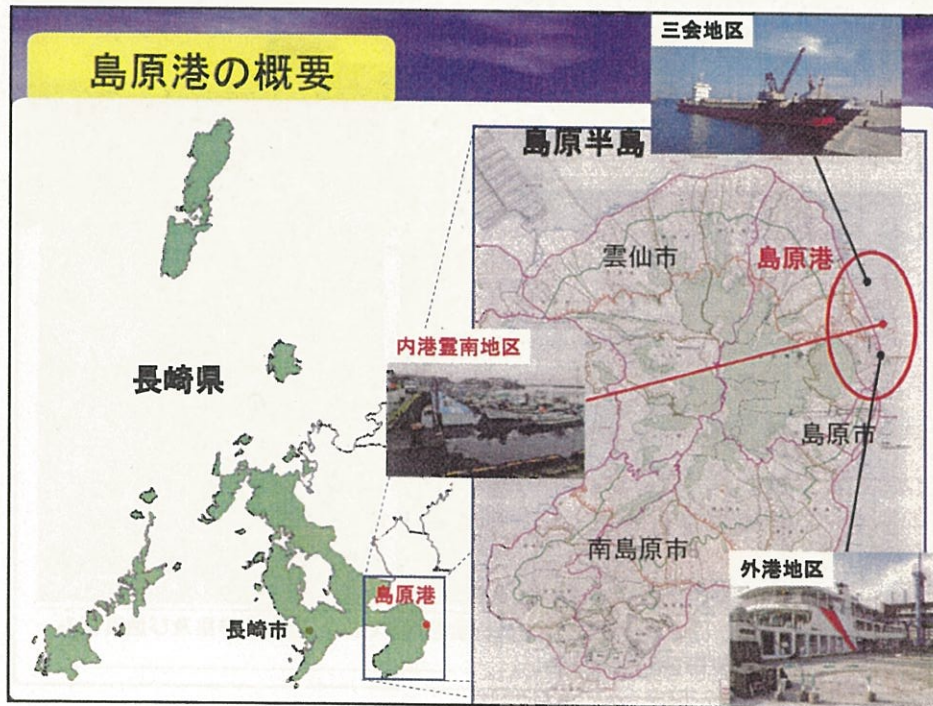 島原港の概要
三会地区
島原半島
雲仙市
島原港
内港霊南地区
長崎県
島原市
南島原市
外港地区
島原港
長崎市